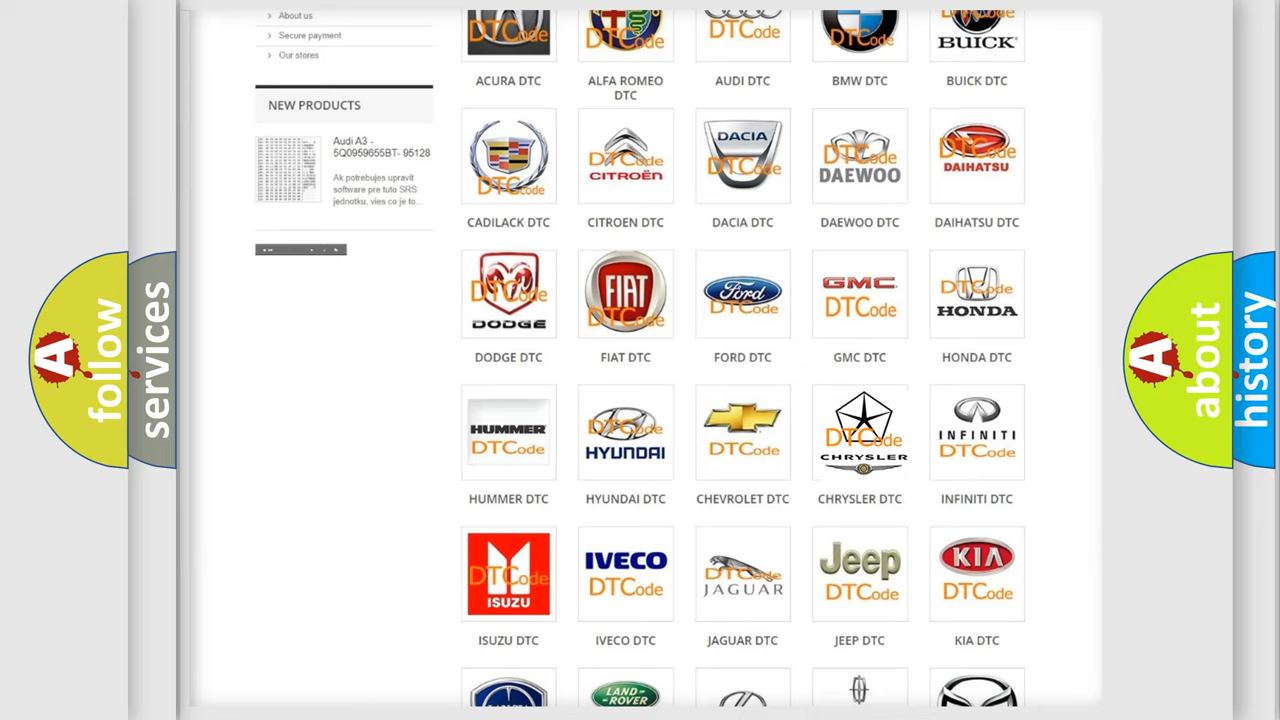 About us
Secure payment
Our stores
NEW PRODUCTS
Audi A3 -
5Q0959655BT- 95128
Ak potrebujes upravit
software pre tuto SRS
jednotku, vies co je to...
DTCode
DTCode
DTCode
DTCode
BUICK
ACURA DTC
ALFA ROMEO
DTC
AUDI DTC
BMW DTC
BUICK DTC
DTCode
DTCode
CITROËN
DACIA
DTCode
DTCode
DAEWOO
DTCode
DAIHATSU
CADILACK DTC
CITROEN DTC
DACIA DTC
DAEWOO DTC
DAIHATSU DTC
DTCode
DODGE
FIAT
DTCode
Ford
DTCode
GMC
DTCode
DTCode
HONDA
DODGE DTC
FIAT DTC
FORD DTC
GMC DTC
HONDA DTC
HUMMER
DTCode
DTCode
HYUNDAI
DTCode
DTCode
CHRYSLER
INFINITI
DTCode
HUMMER DTC
HYUNDAI DTC
CHEVROLET DTC
CHRYSLER DTC
INFINITI DTC
DTCode
ISUZU
IVECO
DTCode
DTCode
JAGUAR
Jeep
DTCode
KIA
DTCode
ISUZU DTC
IVECO DTC
JAGUAR DTC
JEEP DTC
KIA DTC
LAND-
ROVER
A
follow
services
A
about
history